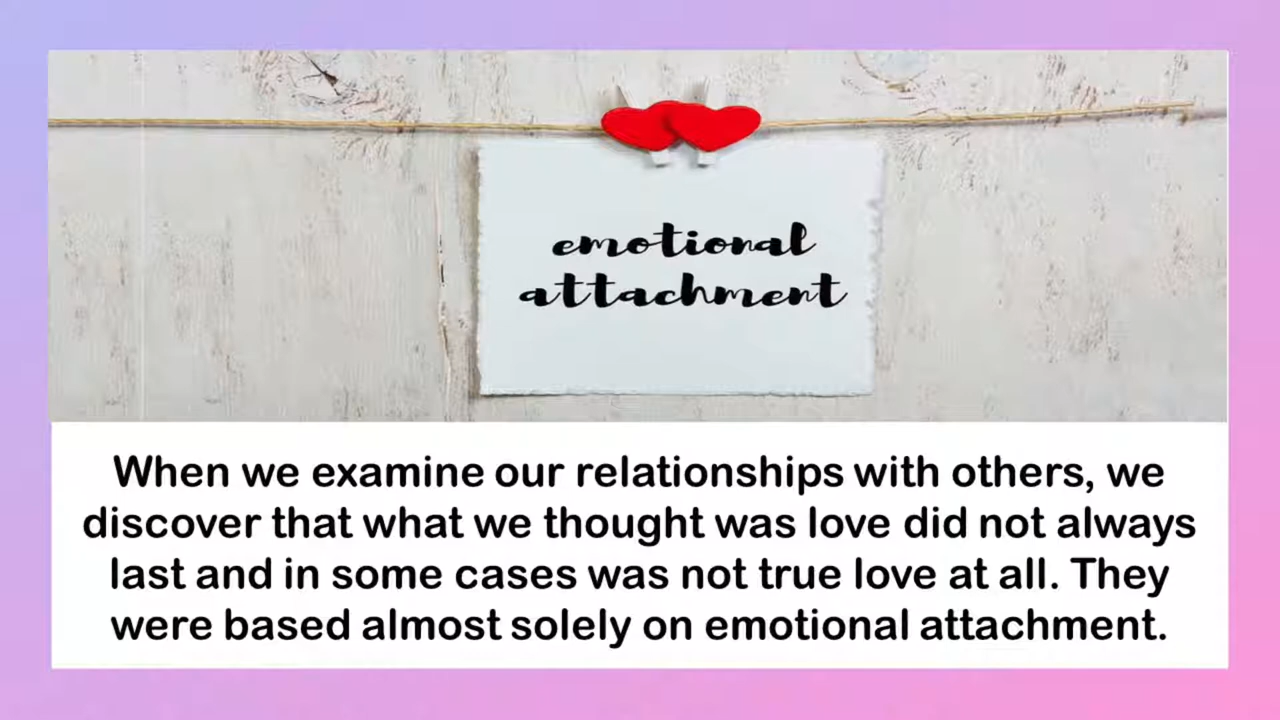 emotional
attachment
When we examine our relationships with others, we
discover that what we thought was love did not always
last and in some cases was not true love at all. They
were based almost solely on emotional attachment.